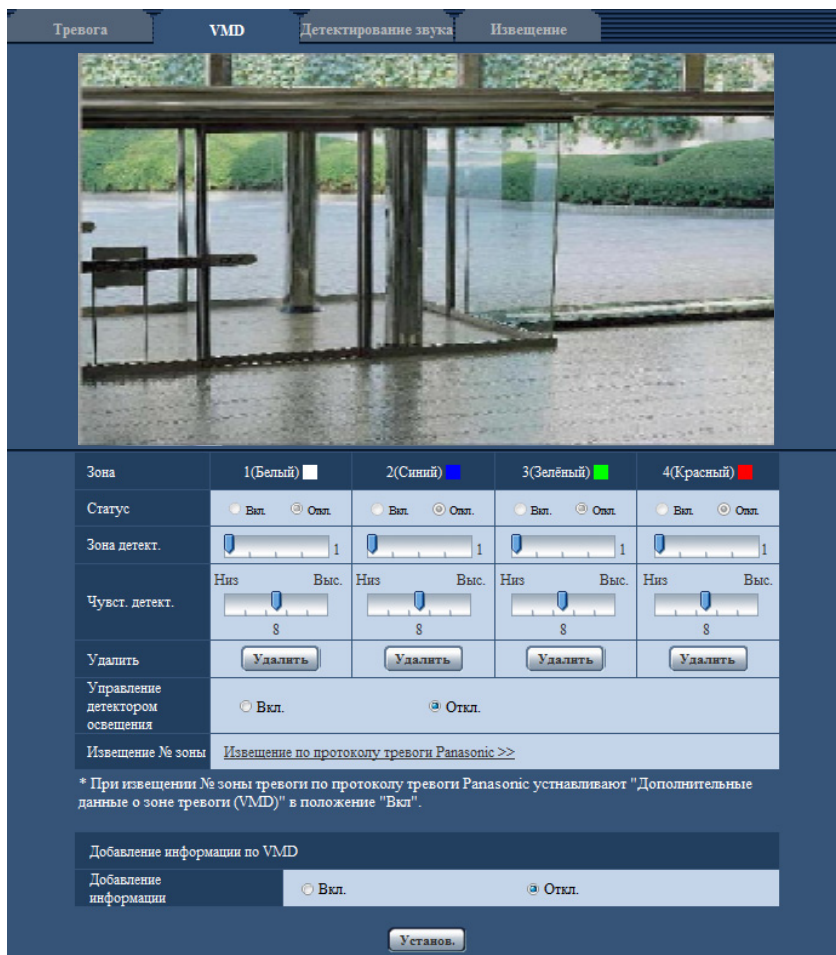 Тревога VMD Детектирование звука Извещение
Зона 1(Белый) 2(Синий) 3(Зелёный) 4(Красный)
Статус Вкл. Откл. Вкл. Откл. Вкл. Откл. Вкл. Откл.
Зона детект. 1 1 1 1
Низ Выс. Низ Выс. Низ Выс. Низ Выс.
Чувст. детект.
8 8 8 8
Удалить Удалить Удалить Удалить Удалить
Управление
детектором
освещения
Вкл. Откл.
Извещение № зоны Извещение по протоколу тревоги Panasonic >>
* При извещении № зоны тревоги по протоколу тревоги Panasonic устнавливают "Дополнительные
данные о зоне тревоги (VMD)" в положение "Вкл".
Добавление информации по VMD
Добавление
информации
Вкл. Откл.
Установ.